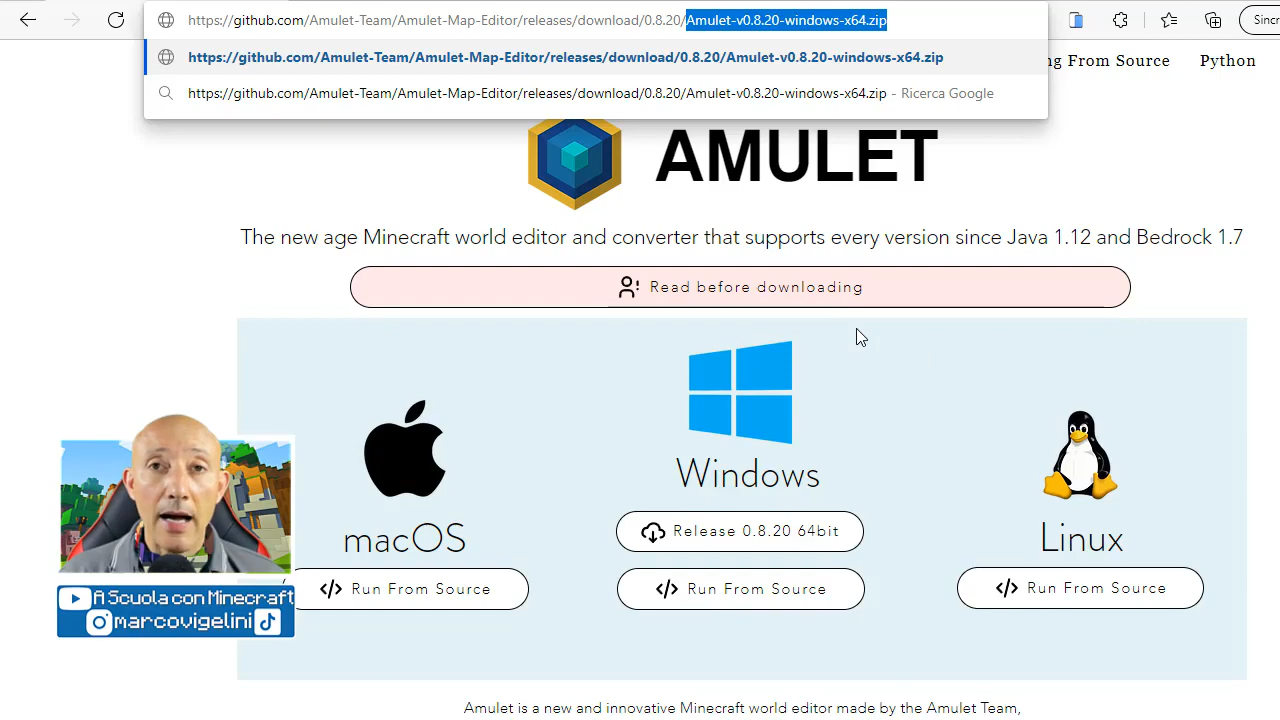 https://github.com/Amulet-Team/Amulet-Map-Editor/releases/download/0.8.20/Amulet-v0.8.20-windows-x64.zip
Sincr
https://github.com/Amulet-Team/Amulet-Map-Editor/releases/download/0.8.20/Amulet-v0.8.20-windows-x64.zip
ng From Source
Python
https://github.com/Amulet-Team/Amulet-Map-Editor/releases/download/0.8.20/Amulet-v0.8.20-windows-x64.zip - Ricerca Google
AMULET
The new age Minecraft world editor and converter that supports every version since Java 1.12 and Bedrock 1.7
Read before downloading
Windows
Release 0.8.20 64bit
macOS
Linux
</> Run From Source
</> Run From Source
</> Run From Source
A Scuola con Minecraft
marcovigelini
Amulet is a new and innovative Minecraft world editor made by the Amulet Team,